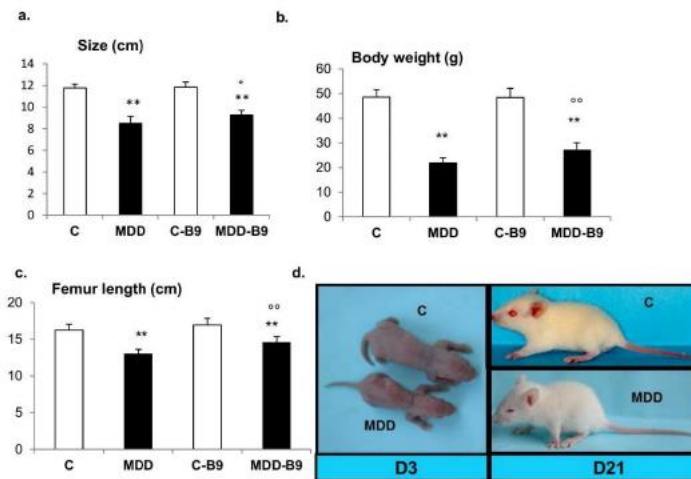 a.
Size (cm)
14
12
10
8
6
4
2
0
**
°
**
C MDD C-B9 MDD-B9
b.
Body weight (g)
60
50
40
30
20
10
0
**
°°
**
C MDD C-B9 MDD-B9
c.
Femur length (cm)
20
15
10
5
0
**
°°
**
C MDD C-B9 MDD-B9
d.
C
MDD
D3
C
MDD
D21